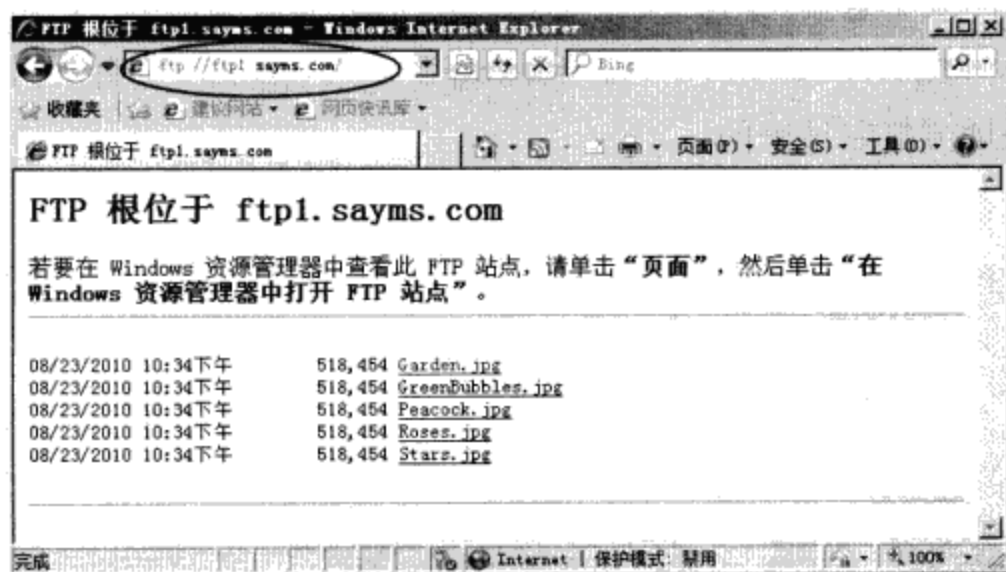 FTP 根位于 ftp1.sayms.com - Windows Internet Explorer
ftp://ftp1.sayms.com/
Bing
收藏夹 建议网站 网页快讯库
FTP 根位于 ftp1.sayms.com
页面(P) 安全(S) 工具(O)
FTP 根位于 ftp1.sayms.com
若要在 Windows 资源管理器中查看此 FTP 站点，请单击“页面”，然后单击“在
Windows 资源管理器中打开 FTP 站点”。
08/23/2010 10:34下午 518,454 Garden.jpg
08/23/2010 10:34下午 518,454 GreenBubbles.jpg
08/23/2010 10:34下午 518,454 Peacock.jpg
08/23/2010 10:34下午 518,454 Roses.jpg
08/23/2010 10:34下午 518,454 Stars.jpg
完成 Internet | 保护模式: 禁用 100%